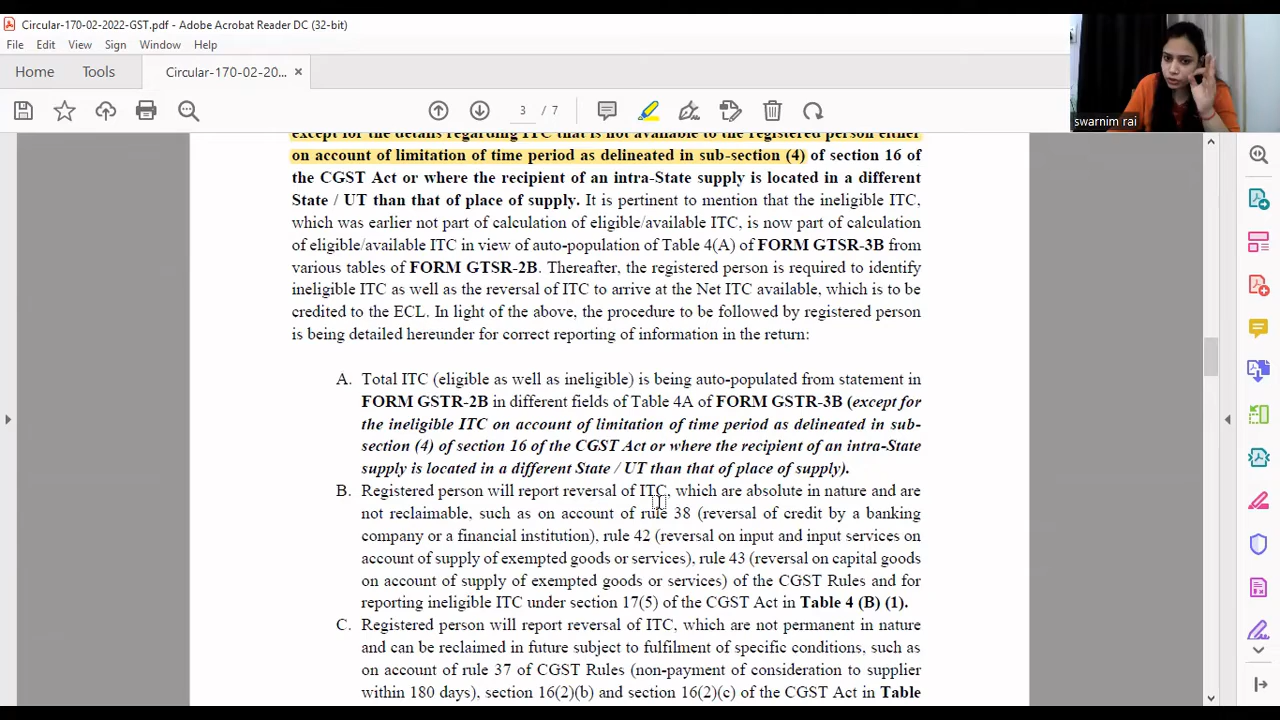 Circular-170-02-2022-GST.pdf - Adobe Acrobat Reader DC (32-bit)
File Edit View Sign Window Help
Home Tools Circular-170-02-20... ×
3 / 7
swarnim rai
except for the details regarding ITC that is not available to the registered person either
on account of limitation of time period as delineated in sub-section (4) of section 16 of
the CGST Act or where the recipient of an intra-State supply is located in a different
State / UT than that of place of supply. It is pertinent to mention that the ineligible ITC,
which was earlier not part of calculation of eligible/available ITC, is now part of calculation
of eligible/available ITC in view of auto-population of Table 4(A) of FORM GTSR-3B from
various tables of FORM GTSR-2B. Thereafter, the registered person is required to identify
ineligible ITC as well as the reversal of ITC to arrive at the Net ITC available, which is to be
credited to the ECL. In light of the above, the procedure to be followed by registered person
is being detailed hereunder for correct reporting of information in the return:
A. Total ITC (eligible as well as ineligible) is being auto-populated from statement in
FORM GSTR-2B in different fields of Table 4A of FORM GSTR-3B (except for
the ineligible ITC on account of limitation of time period as delineated in sub-
section (4) of section 16 of the CGST Act or where the recipient of an intra-State
supply is located in a different State / UT than that of place of supply).
B. Registered person will report reversal of ITC, which are absolute in nature and are
not reclaimable, such as on account of rule 38 (reversal of credit by a banking
company or a financial institution), rule 42 (reversal on input and input services on
account of supply of exempted goods or services), rule 43 (reversal on capital goods
on account of supply of exempted goods or services) of the CGST Rules and for
reporting ineligible ITC under section 17(5) of the CGST Act in Table 4 (B) (1).
C. Registered person will report reversal of ITC, which are not permanent in nature
and can be reclaimed in future subject to fulfilment of specific conditions, such as
on account of rule 37 of CGST Rules (non-payment of consideration to supplier
within 180 days), section 16(2)(b) and section 16(2)(c) of the CGST Act in Table